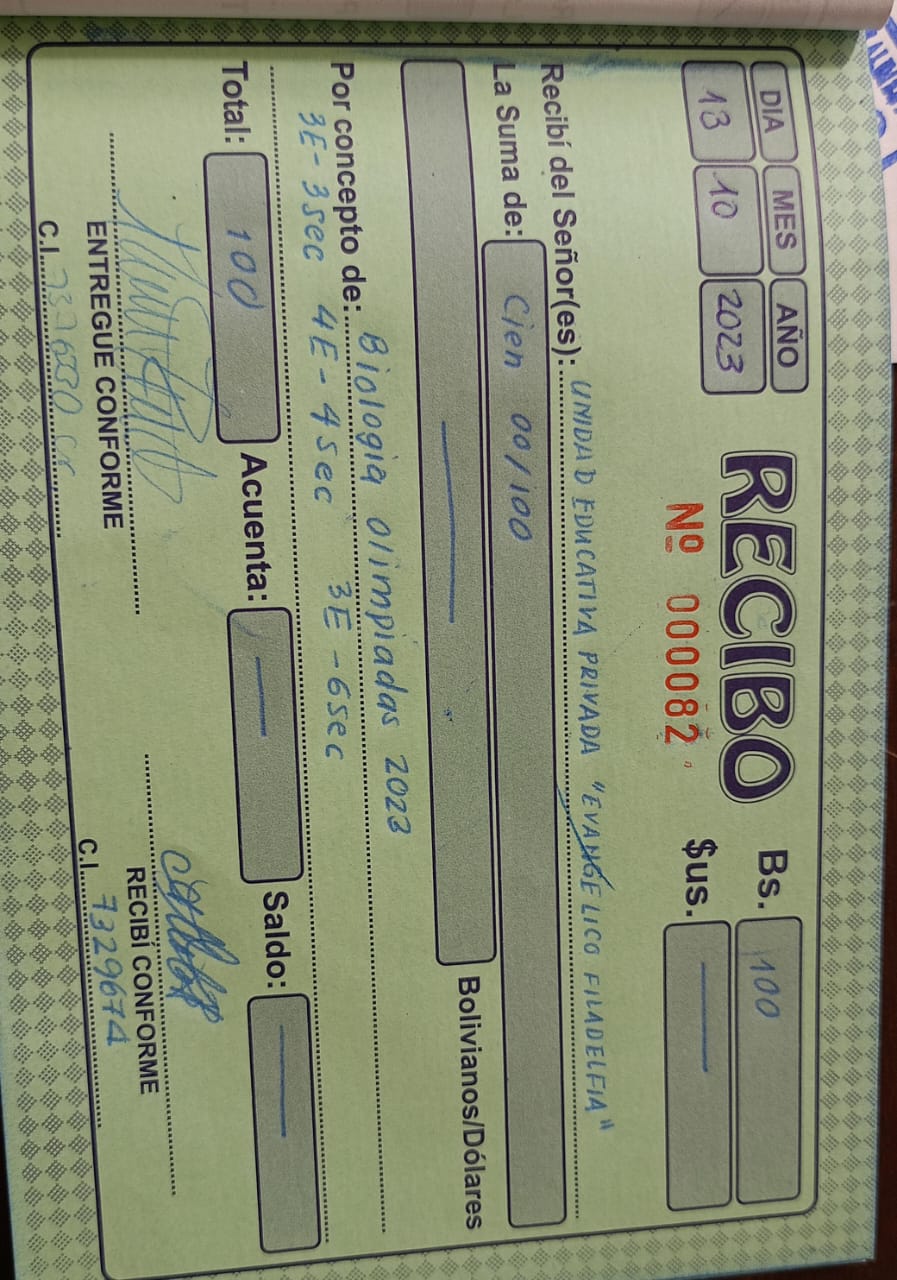 DIA MES AÑO
13 10 2023
RECIBO
Nº 000082
Bs. 100
$us.
Recibí del Señor(es): UNIDAD EDUCATIVA PRIVADA "EVANGELICO FILADELFIA"
La Suma de: Cien 00/100
Bolivianos/Dólares
Por concepto de: Biologia olimpiadas 2023
3E - 3sec 4E - 4sec 3E - 6sec
Total: 100 Acuenta: Saldo:
ENTREGUE CONFORME
C.I.
RECIBÍ CONFORME
C.I. 7329674